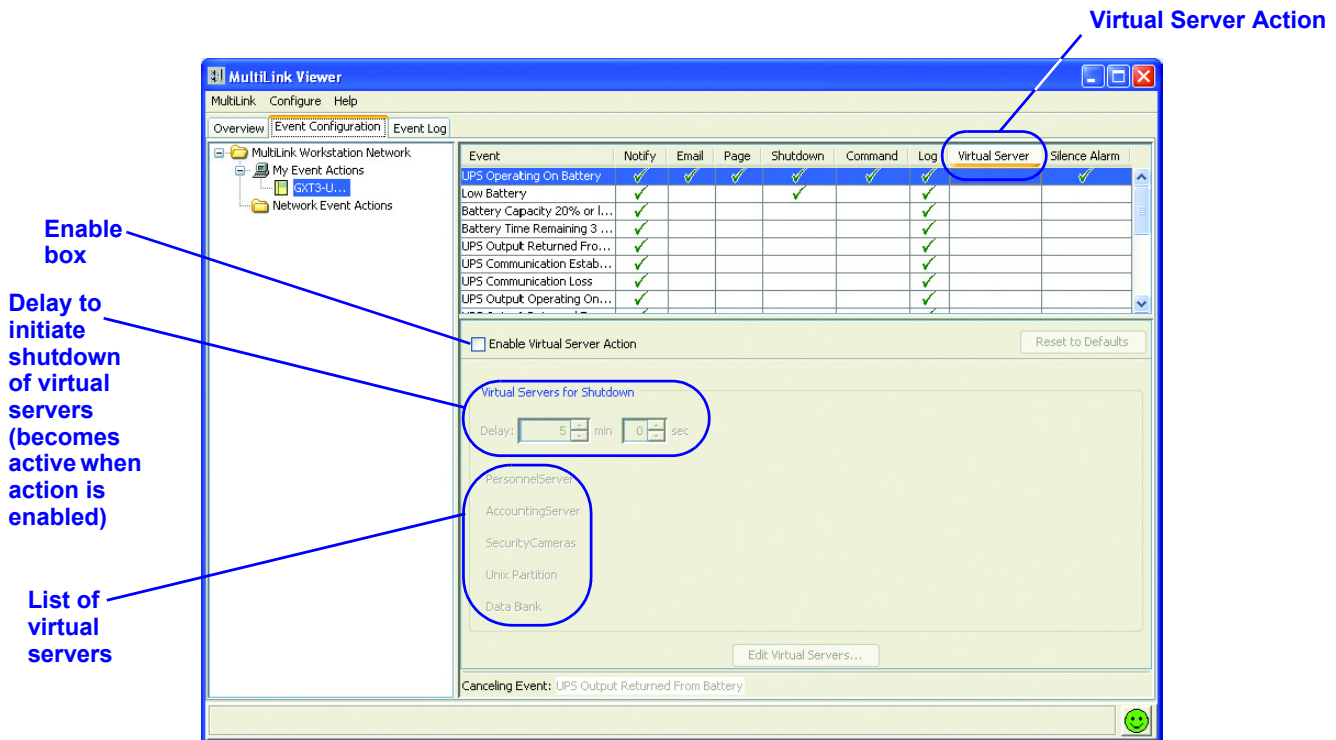 Virtual Server Action
MultiLink Viewer
MultiLink Configure Help
Overview Event Configuration Event Log
MultiLink Workstation Network
My Event Actions
GXT3-U...
Network Event Actions
Event Notify Email Page Shutdown Command Log Virtual Server Silence Alarm
UPS Operating On Battery
Low Battery
Battery Capacity 20% or l...
Battery Time Remaining 3 ...
UPS Output Returned Fro...
UPS Communication Estab...
UPS Communication Loss
UPS Output Operating On...
Enable
box
Enable Virtual Server Action
Reset to Defaults
Delay to
initiate
shutdown
of virtual
servers
(becomes
active when
action is
enabled)
Virtual Servers for Shutdown
Delay: 5 min 0 sec
PersonnelServer
AccountingServer
SecurityCameras
Unix Partition
Data Bank
List of
virtual
servers
Edit Virtual Servers...
Canceling Event: UPS Output Returned From Battery